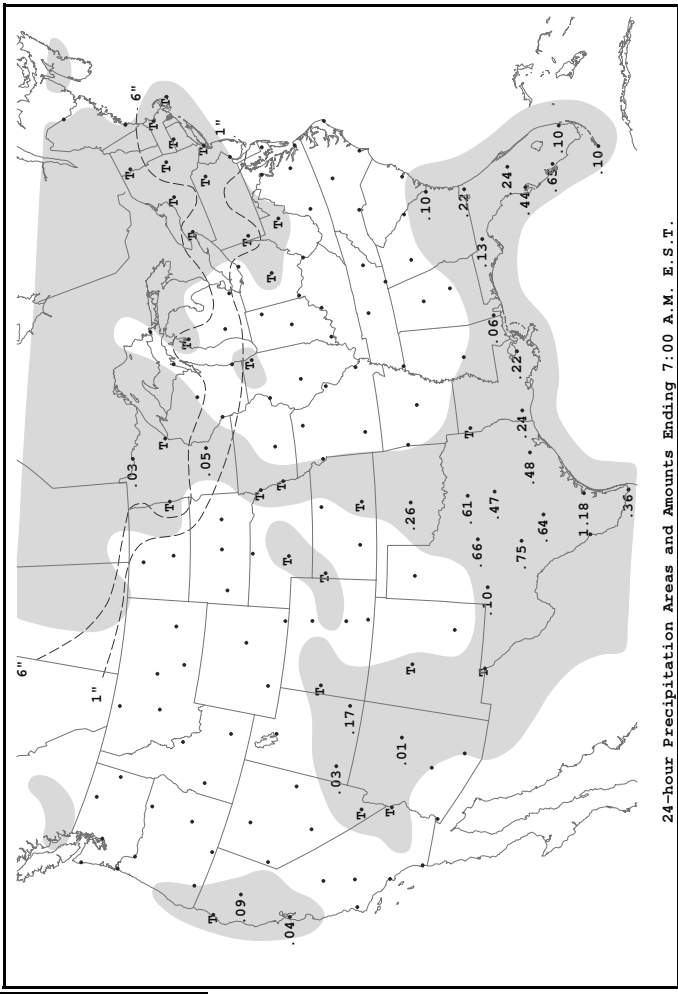 6"
1"
T
6"
.03
T
T
T
T
T
T
T
T
T
T
T
.05
T
T
1"
.09
T
T
T
T
T
T
T
.04
T
T
.03
.17
T
T
T
.01
T
.26
.10
.22
.61
T
.66
.13
T
.10
.47
.06
.24
.22
.75
.24
.44
.48
.64
.65
.10
1.18
.10
.36
24-hour Precipitation Areas and Amounts Ending 7:00 A.M. E.S.T.